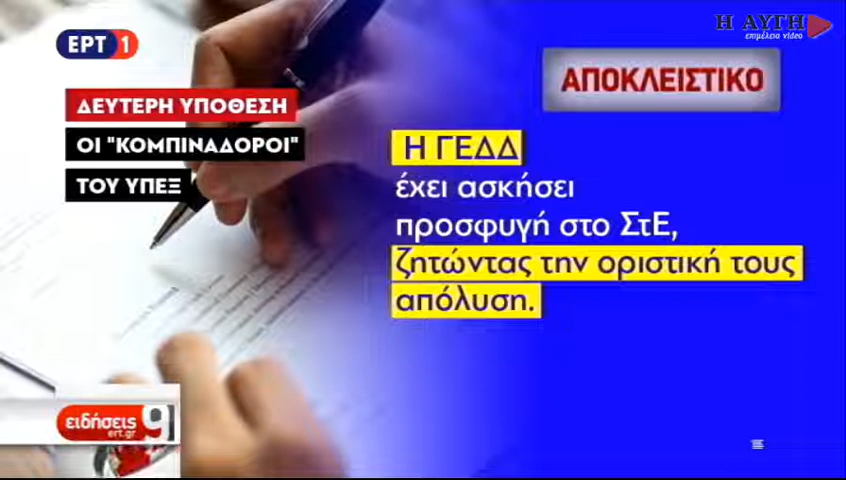 ΕΡΤ 1
Η ΑΥΓΗ
επιμέλεια video
ΑΠΟΚΛΕΙΣΤΙΚΟ
ΔΕΥΤΕΡΗ ΥΠΟΘΕΣΗ
ΟΙ "ΚΟΜΠΙΝΑΔΟΡΟΙ"
ΤΟΥ ΥΠΕΞ
Η ΓΕΔΔ
έχει ασκήσει
προσφυγή στο ΣτΕ,
ζητώντας την οριστική τους
απόλυση.
ειδήσεις 9
ert.gr